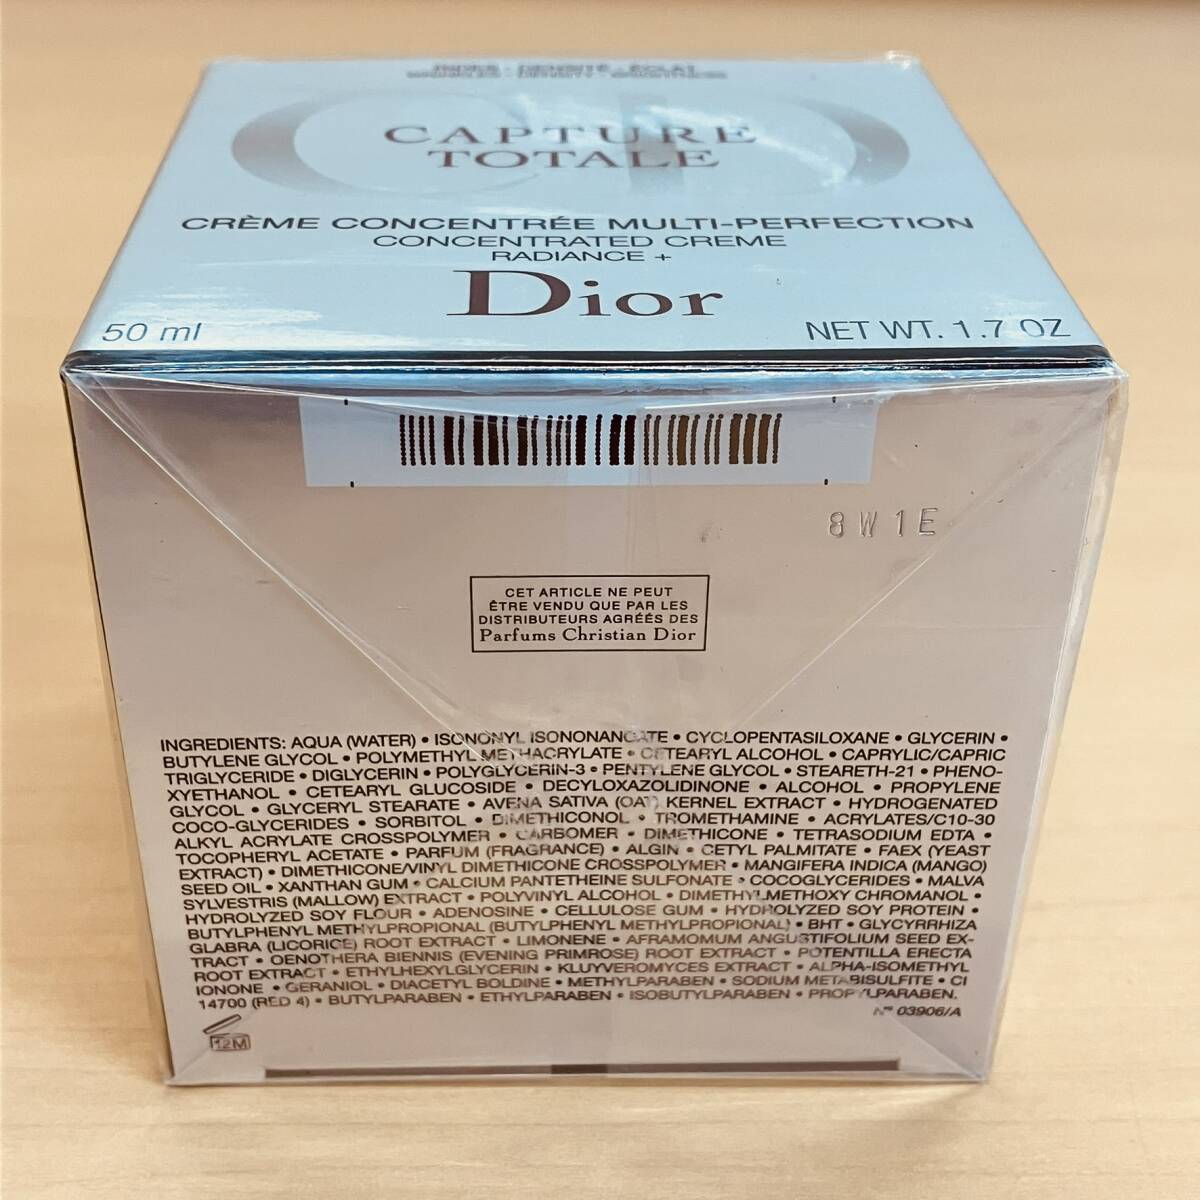 RIDES - DENSITÉ - ÉCLAT
WRINKLES - DENSITY - BRIGHTNESS
CAPTURE
TOTALE
CRÈME CONCENTRÉE MULTI-PERFECTION
CONCENTRATED CREME
RADIANCE +
Dior
50 ml
NET WT. 1.7 OZ
8W1E
CET ARTICLE NE PEUT
ÊTRE VENDU QUE PAR LES
DISTRIBUTEURS AGRÉÉS DES
Parfums Christian Dior
INGREDIENTS: AQUA (WATER) • ISONONYL ISONONANOATE • CYCLOPENTASILOXANE • GLYCERIN •
BUTYLENE GLYCOL • POLYMETHYL METHACRYLATE • CETEARYL ALCOHOL • CAPRYLIC/CAPRIC
TRIGLYCERIDE • DIGLYCERIN • POLYGLYCERIN-3 • PENTYLENE GLYCOL • STEARETH-21 • PHENO-
XYETHANOL • CETEARYL GLUCOSIDE • DECYLOXAZOLIDINONE • ALCOHOL • PROPYLENE
GLYCOL • GLYCERYL STEARATE • AVENA SATIVA (OAT) KERNEL EXTRACT • HYDROGENATED
COCO-GLYCERIDES • SORBITOL • DIMETHICONOL • TROMETHAMINE • ACRYLATES/C10-30
ALKYL ACRYLATE CROSSPOLYMER • CARBOMER • DIMETHICONE • TETRASODIUM EDTA •
TOCOPHERYL ACETATE • PARFUM (FRAGRANCE) • ALGIN • CETYL PALMITATE • FAEX (YEAST
EXTRACT) • DIMETHICONE/VINYL DIMETHICONE CROSSPOLYMER • MANGIFERA INDICA (MANGO)
SEED OIL • XANTHAN GUM • CALCIUM PANTETHEINE SULFONATE • COCOGLYCERIDES • MALVA
SYLVESTRIS (MALLOW) EXTRACT • POLYVINYL ALCOHOL • DIMETHYLMETHOXY CHROMANOL •
HYDROLYZED SOY FLOUR • ADENOSINE • CELLULOSE GUM • HYDROLYZED SOY PROTEIN •
BUTYLPHENYL METHYLPROPIONAL (BUTYLPHENYL METHYLPROPIONAL) • BHT • GLYCYRRHIZA
GLABRA (LICORICE) ROOT EXTRACT • LIMONENE • AFRAMOMUM ANGUSTIFOLIUM SEED EX-
TRACT • OENOTHERA BIENNIS (EVENING PRIMROSE) ROOT EXTRACT • POTENTILLA ERECTA
ROOT EXTRACT • ETHYLHEXYLGLYCERIN • KLUYVEROMYCES EXTRACT • ALPHA-ISOMETHYL
IONONE • GERANIOL • DIACETYL BOLDINE • METHYLPARABEN • SODIUM METABISULFITE • CI
14700 (RED 4) • BUTYLPARABEN • ETHYLPARABEN • ISOBUTYLPARABEN • PROPYLPARABEN.
N° 03906/A
12M